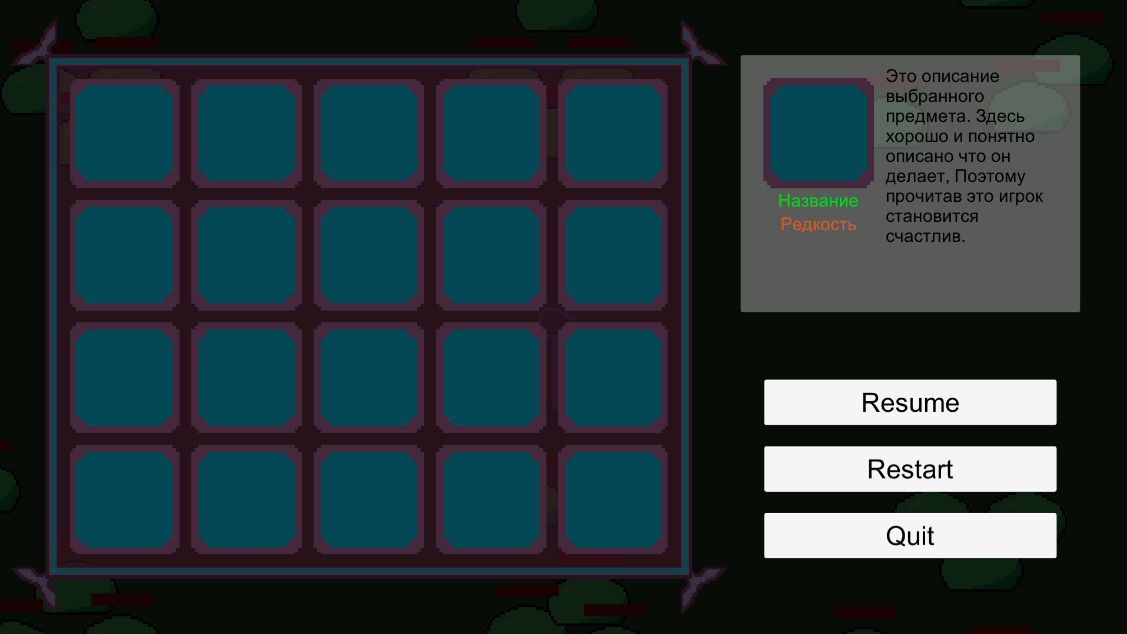 Это описание
выбранного
предмета. Здесь
хорошо и понятно
описано что он
делает, Поэтому
прочитав это игрок
становится
счастлив.
Название
Редкость
Resume
Restart
Quit